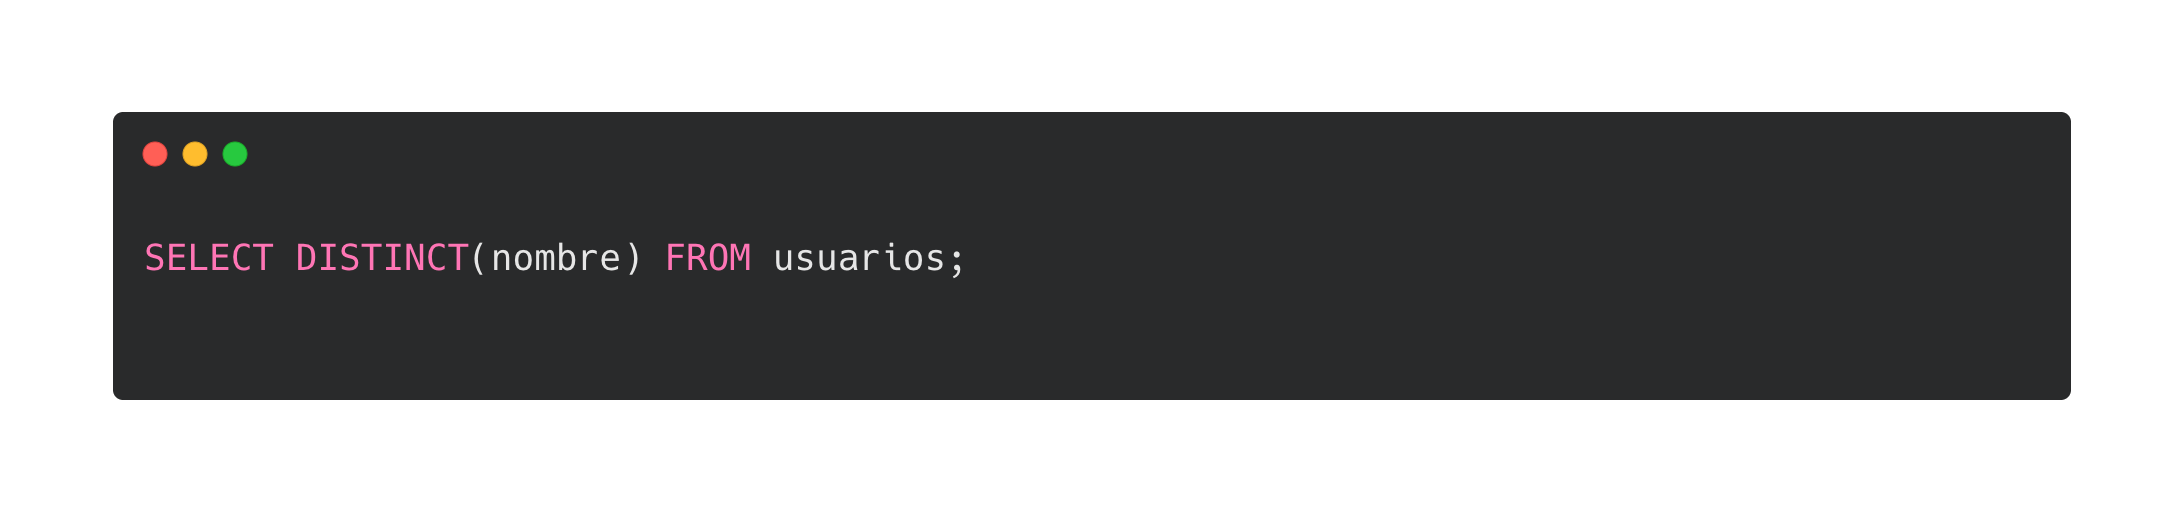 SELECT DISTINCT(nombre) FROM usuarios;